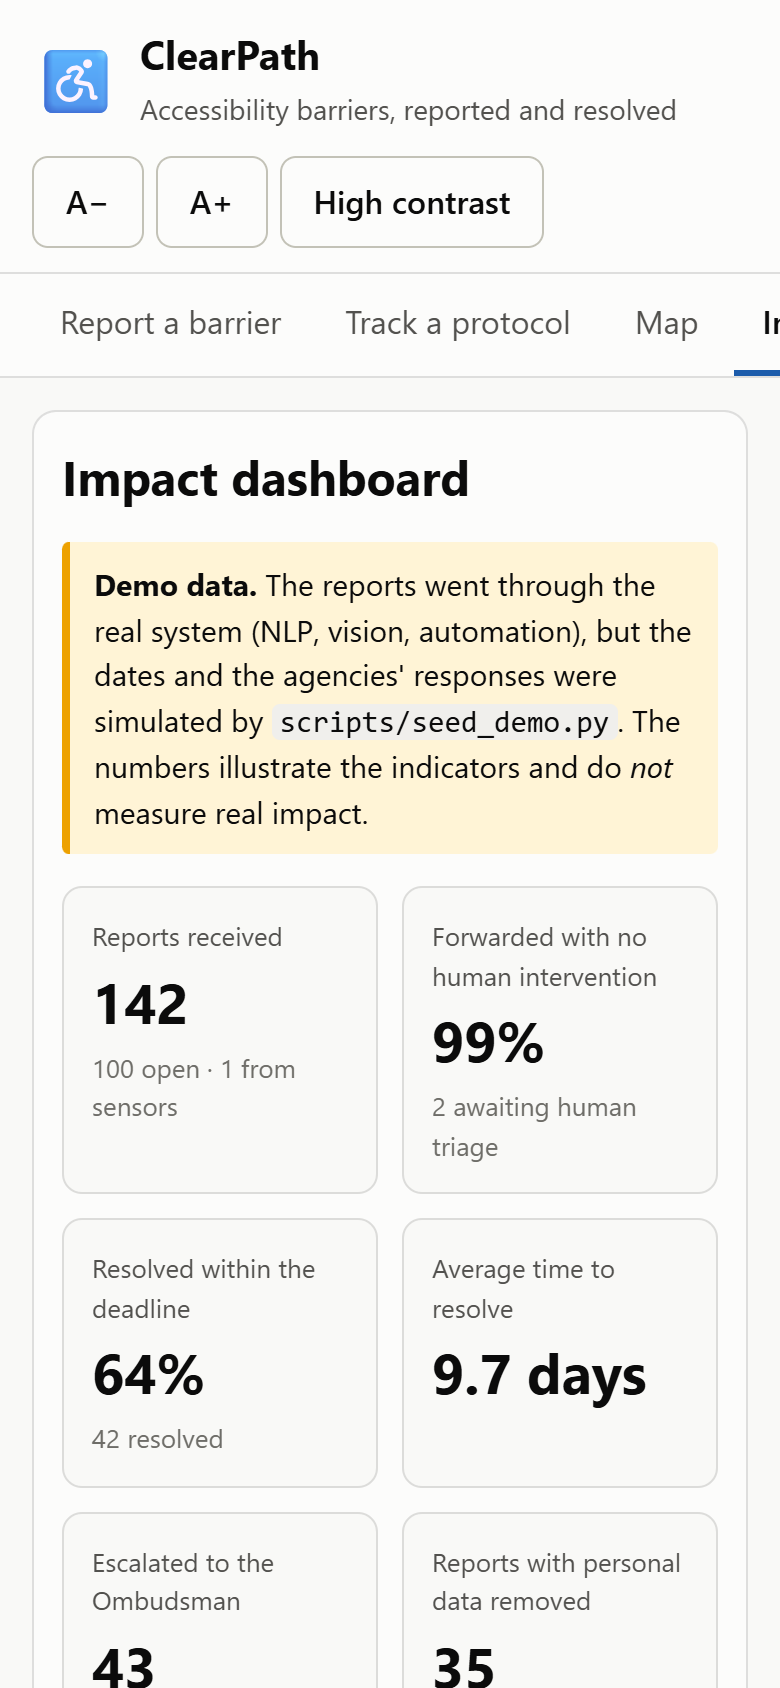 ClearPath
Accessibility barriers, reported and resolved
A−
A+
High contrast
Report a barrier
Track a protocol
Map
Impact dashboard
Demo data. The reports went through the
real system (NLP, vision, automation), but the
dates and the agencies' responses were
simulated by scripts/seed_demo.py. The
numbers illustrate the indicators and do not
measure real impact.
Reports received
142
100 open · 1 from
sensors
Forwarded with no
human intervention
99%
2 awaiting human
triage
Resolved within the
deadline
64%
42 resolved
Average time to
resolve
9.7 days
Escalated to the
Ombudsman
43
Reports with personal
data removed
35